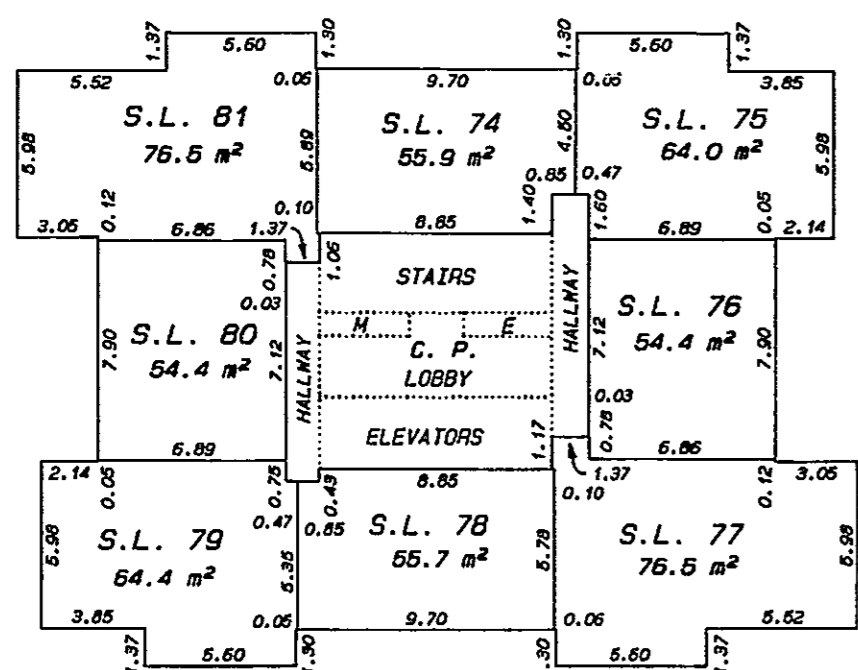 1.37
5.60
1.30
1.30
5.60
1.37
5.52
0.06
9.70
0.05
3.85
S.L. 81
76.5 m²
S.L. 74
55.9 m²
S.L. 75
64.0 m²
5.98
5.89
4.60
5.98
0.85
0.47
1.40
1.60
0.12
0.10
0.05
3.05
6.86
1.37
8.85
6.89
2.14
0.78
1.06
STAIRS
0.03
M
E
HALLWAY
HALLWAY
S.L. 80
54.4 m²
S.L. 76
54.4 m²
7.90
7.12
C. P.
LOBBY
7.12
7.90
0.03
ELEVATORS
1.17
0.78
6.89
8.85
6.86
2.14
0.05
0.75
0.43
1.37
0.10
0.12
3.05
0.47
0.85
S.L. 79
64.4 m²
S.L. 78
55.7 m²
S.L. 77
76.5 m²
5.98
5.35
5.78
5.98
3.85
0.05
9.70
0.06
5.52
1.37
5.60
1.30
1.30
5.60
1.37